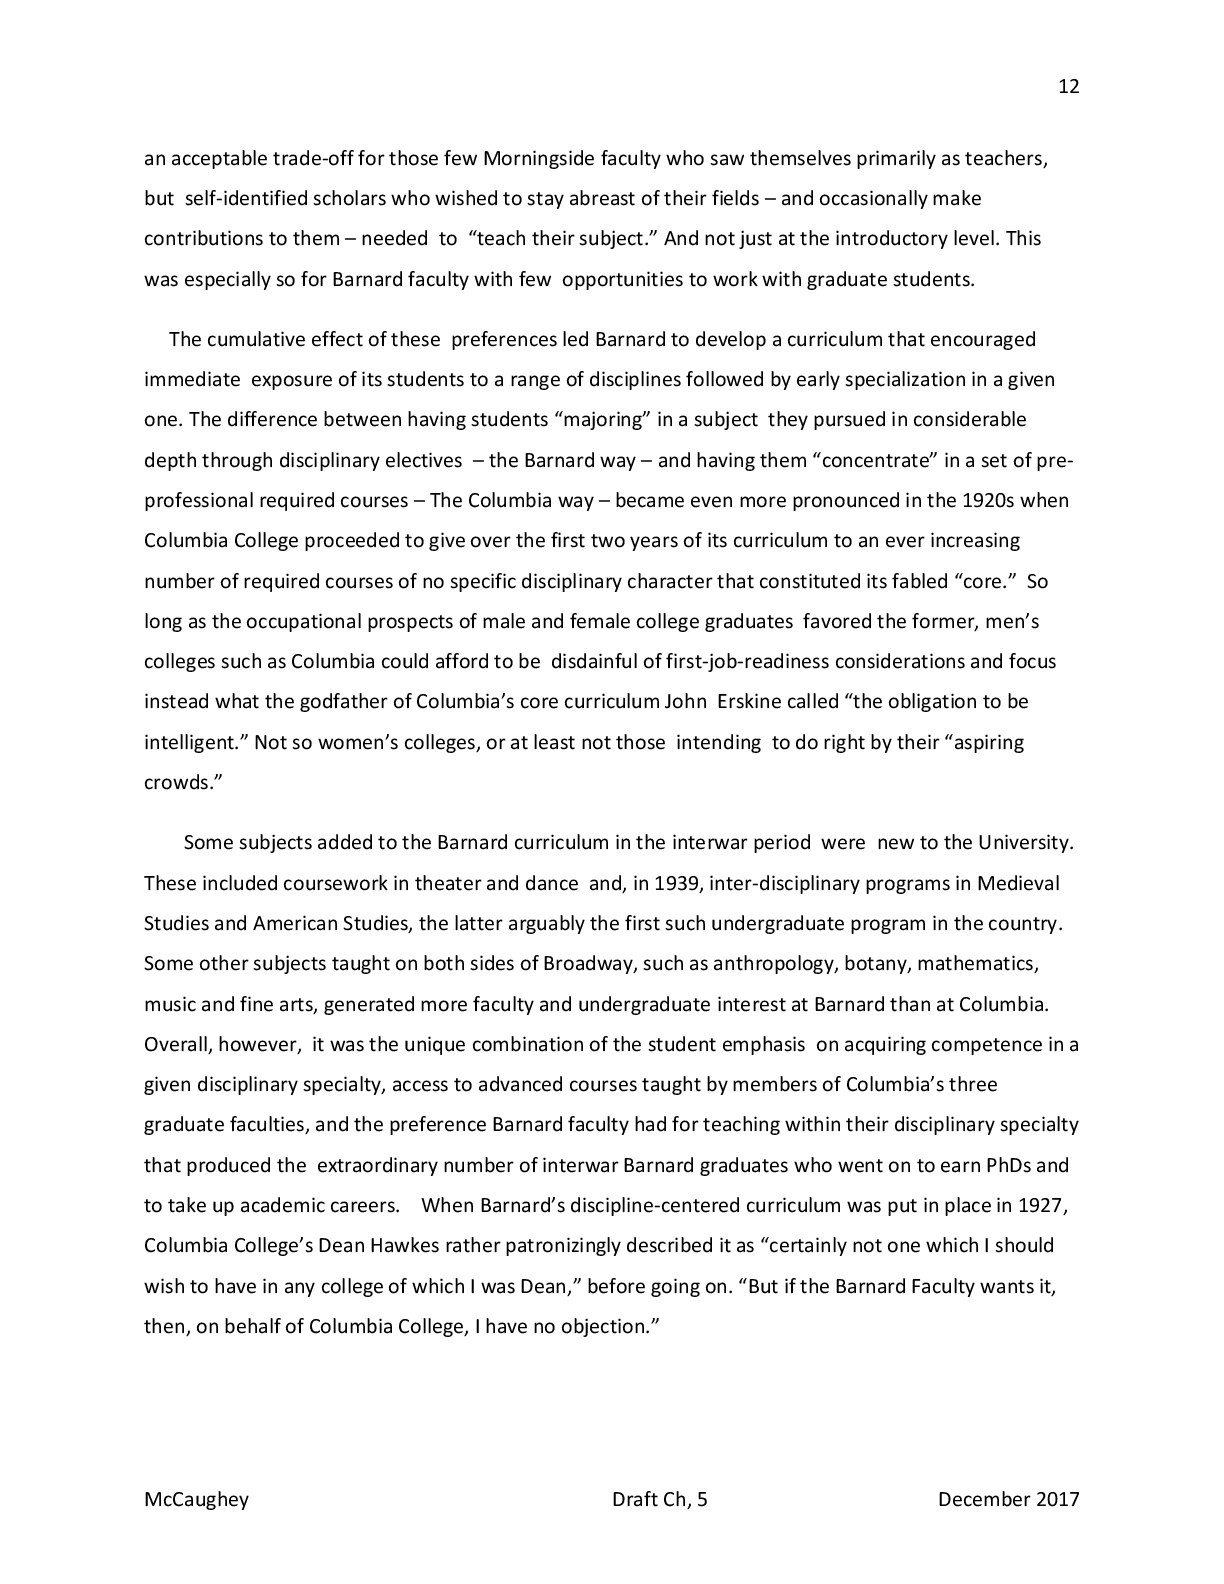 12
an acceptable trade-off for those few Morningside faculty who saw themselves primarily as teachers,
but  self-identified scholars who wished to stay abreast of their fields – and occasionally make
contributions to them – needed  to  “teach their subject.” And not just at the introductory level. This
was especially so for Barnard faculty with few  opportunities to work with graduate students.
The cumulative effect of these  preferences led Barnard to develop a curriculum that encouraged
immediate  exposure of its students to a range of disciplines followed by early specialization in a given
one. The difference between having students “majoring” in a subject  they pursued in considerable
depth through disciplinary electives  – the Barnard way – and having them “concentrate” in a set of pre-
professional required courses – The Columbia way – became even more pronounced in the 1920s when
Columbia College proceeded to give over the first two years of its curriculum to an ever increasing
number of required courses of no specific disciplinary character that constituted its fabled “core.”  So
long as the occupational prospects of male and female college graduates  favored the former, men’s
colleges such as Columbia could afford to be  disdainful of first-job-readiness considerations and focus
instead what the godfather of Columbia’s core curriculum John  Erskine called “the obligation to be
intelligent.” Not so women’s colleges, or at least not those  intending  to do right by their “aspiring
crowds.”
Some subjects added to the Barnard curriculum in the interwar period  were  new to the University.
These included coursework in theater and dance  and, in 1939, inter-disciplinary programs in Medieval
Studies and American Studies, the latter arguably the first such undergraduate program in the country.
Some other subjects taught on both sides of Broadway, such as anthropology, botany, mathematics,
music and fine arts, generated more faculty and undergraduate interest at Barnard than at Columbia.
Overall, however,  it was the unique combination of the student emphasis  on acquiring competence in a
given disciplinary specialty, access to advanced courses taught by members of Columbia’s three
graduate faculties, and the preference Barnard faculty had for teaching within their disciplinary specialty
that produced the  extraordinary number of interwar Barnard graduates who went on to earn PhDs and
to take up academic careers.    When Barnard’s discipline-centered curriculum was put in place in 1927,
Columbia College’s Dean Hawkes rather patronizingly described it as “certainly not one which I should
wish to have in any college of which I was Dean,” before going on. “But if the Barnard Faculty wants it,
then, on behalf of Columbia College, I have no objection.”
McCaughey Draft Ch, 5 December 2017